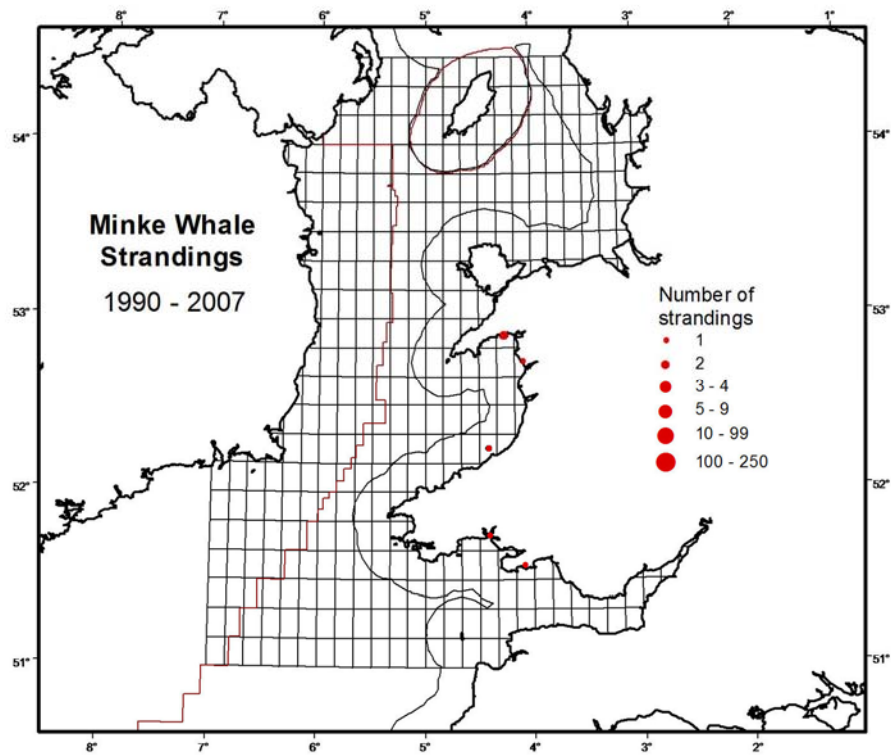 8° 7° 6° 5° 4° 3° 2° 1°
54° 54°
Minke Whale
Strandings
1990 - 2007
53° 53°
Number of
strandings
1
2
3 - 4
5 - 9
10 - 99
100 - 250
52° 52°
51° 51°
8° 7° 6° 5° 4° 3° 2°